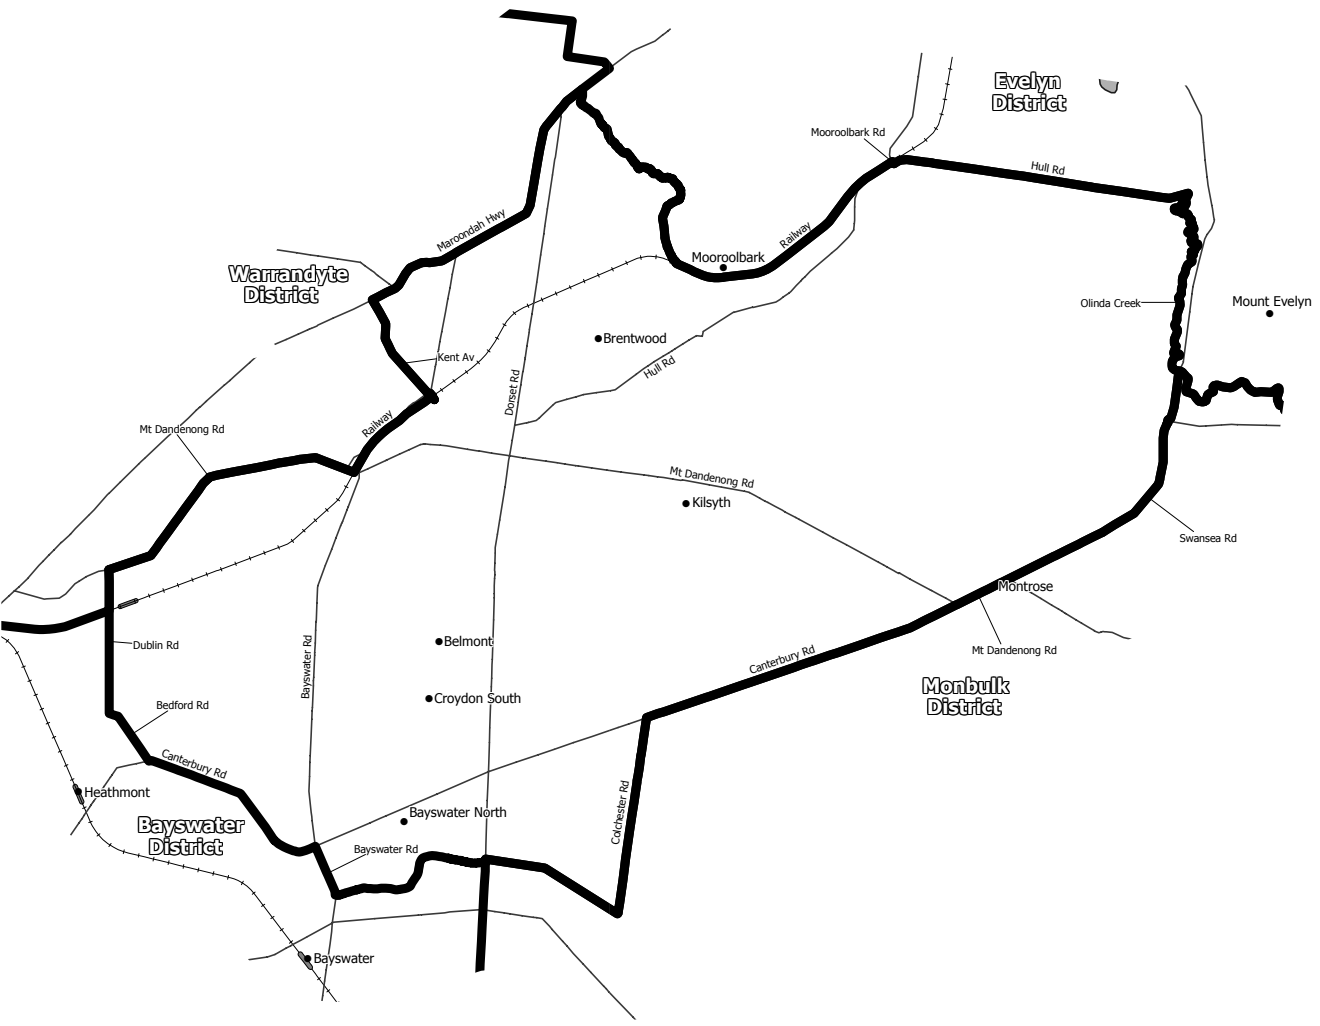 Evelyn
District
Mooroolbark Rd
Hull Rd
Maroondah Hwy
Railway
Mooroolbark
Warrandyte
District
Olinda Creek
Mount Evelyn
Brentwood
Kent Av
Hull Rd
Dorset Rd
Railway
Mt Dandenong Rd
Mt Dandenong Rd
Kilsyth
Swansea Rd
Montrose
Belmont
Dublin Rd
Mt Dandenong Rd
Bayswater Rd
Canterbury Rd
Croydon South
Monbulk
District
Bedford Rd
Canterbury Rd
Heathmont
Bayswater North
Colchester Rd
Bayswater
District
Bayswater Rd
Bayswater